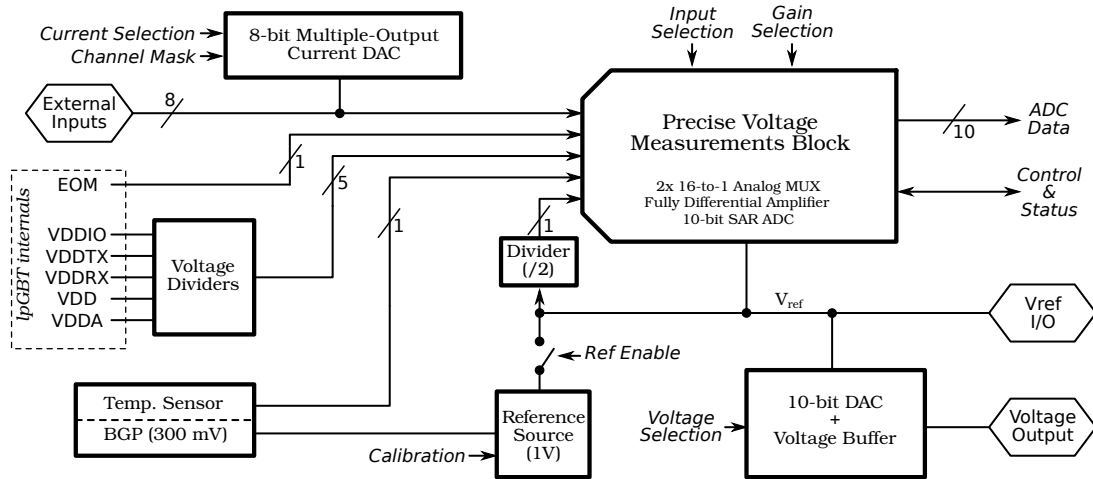 Current Selection
Channel Mask
8-bit Multiple-Output
Current DAC
Input
Selection
Gain
Selection
External
Inputs
8
Precise Voltage
Measurements Block
2x 16-to-1 Analog MUX
Fully Differential Amplifier
10-bit SAR ADC
10
ADC
Data
Control
&
Status
lpGBT internals
EOM
1
VDDIO
VDDTX
VDDRX
VDD
VDDA
Voltage
Dividers
5
1
1
Divider
(/2)
Vref
Vref
I/O
Ref Enable
Temp. Sensor
BGP (300 mV)
Calibration
Reference
Source
(1V)
Voltage
Selection
10-bit DAC
+
Voltage Buffer
Voltage
Output